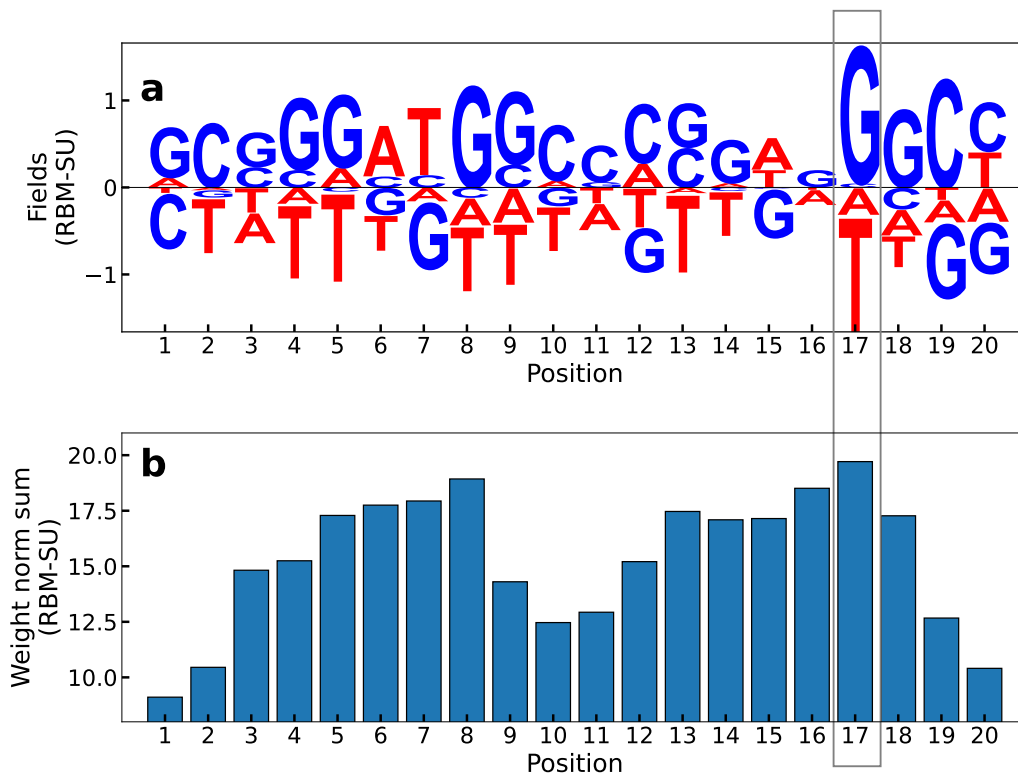 a
Fields
(RBM-SU)
1
0
−1
G C G G G A T G G C C C G G A G G G C C
1 2 3 4 5 6 7 8 9 10 11 12 13 14 15 16 17 18 19 20
Position
b
Weight norm sum
(RBM-SU)
20.0
17.5
15.0
12.5
10.0
1 2 3 4 5 6 7 8 9 10 11 12 13 14 15 16 17 18 19 20
Position